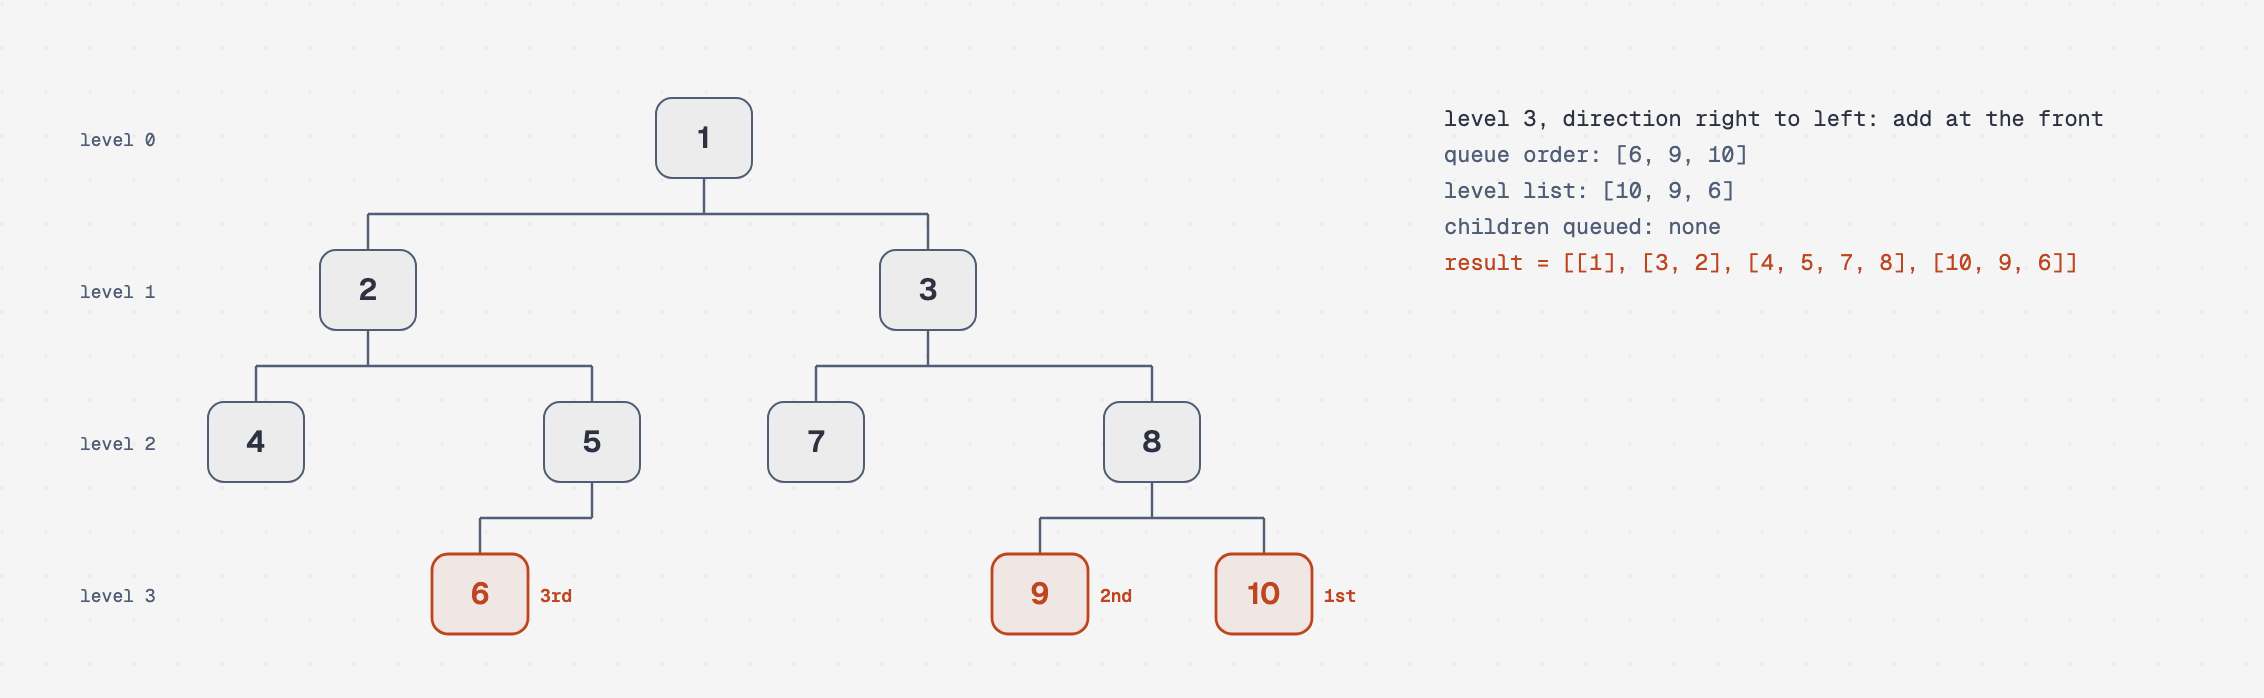 level 0
1
level 1
2
3
level 2
4
5
7
8
level 3
6
3rd
9
2nd
10
1st
level 3, direction right to left: add at the front
queue order: [6, 9, 10]
level list: [10, 9, 6]
children queued: none
result = [[1], [3, 2], [4, 5, 7, 8], [10, 9, 6]]